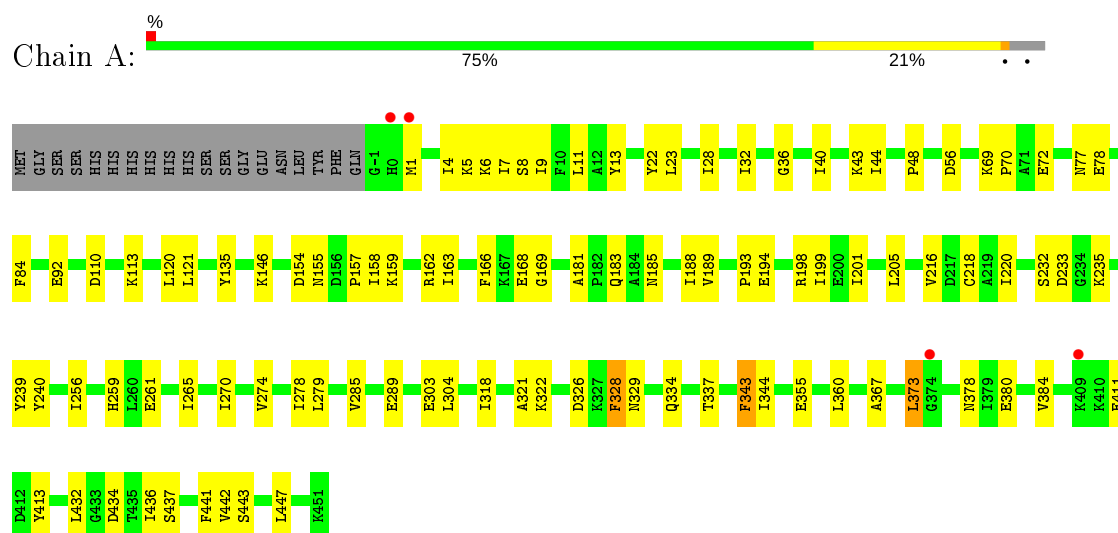 %
Chain A:
75% 21% • •
MET GLY SER SER HIS HIS HIS HIS HIS HIS SER SER GLY GLU ASN LEU TYR PHE GLN G-1 H0 M1 I4 K5 K6 I7 S8 I9 F10 L11 A12 Y13 Y22 L23 I28 I32 G36 I40 K43 I44 P48 D56 K69 P70 A71 E72 N77 E78
F84 E92 D110 K113 L120 L121 Y135 K146 D154 N155 D156 P157 I158 K159 R162 I163 F166 K167 E168 G169 A181 P182 Q183 A184 N185 I188 V189 P193 E194 R198 I199 E200 I201 L205 V216 D217 C218 A219 I220 S232 D233 G234 K235
Y239 Y240 I256 H259 L260 E261 I265 I270 V274 I278 L279 V285 E289 E303 L304 I318 A321 K322 D326 K327 F328 N329 Q334 T337 F343 I344 E355 L360 A367 L373 G374 N378 I379 E380 V384 K409 K410
D412 Y413 L432 G433 D434 T435 I436 S437 F441 V442 S443 L447 K451